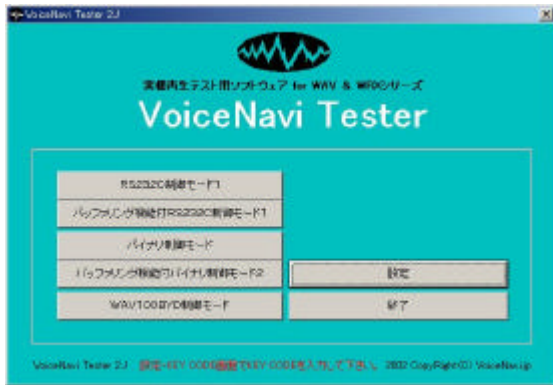 VoiceNavi Tester 2.J
実機再生テスト用ソフトウェア for WAV & MFDシリーズ
VoiceNavi Tester
RS232C制御モード1
バッファリング機能付RS232C制御モード1
バイナリ制御モード
バッファリング機能付バイナリ制御モード2
設定
WAV100BYD制御モード
終了
VoiceNavi Tester 2.J 設定-KEY CODE画面でKEY CODEを入力して下さい。 2002 CopyRight(C) VoiceNavi.jp